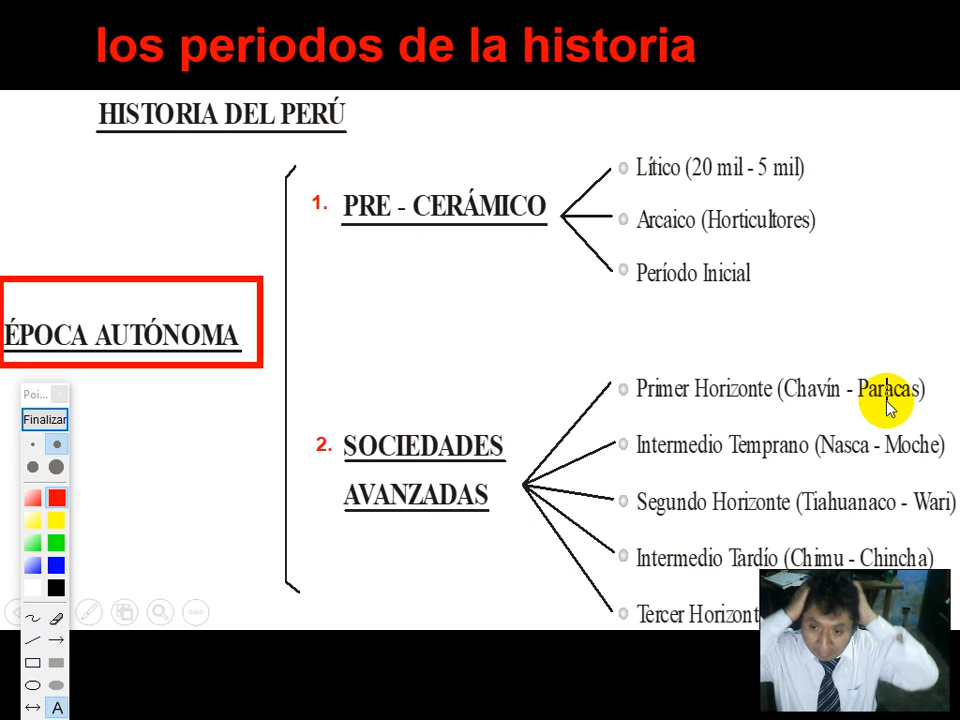 los periodos de la historia
HISTORIA DEL PERÚ
1. PRE - CERÁMICO
Lítico (20 mil - 5 mil)
Arcaico (Horticultores)
Período Inicial
ÉPOCA AUTÓNOMA
2. SOCIEDADES
AVANZADAS
Primer Horizonte (Chavín - Paracas)
Intermedio Temprano (Nasca - Moche)
Segundo Horizonte (Tiahuanaco - Wari)
Intermedio Tardío (Chimu - Chincha)
Tercer Horizont
Poi...
Finalizar
A